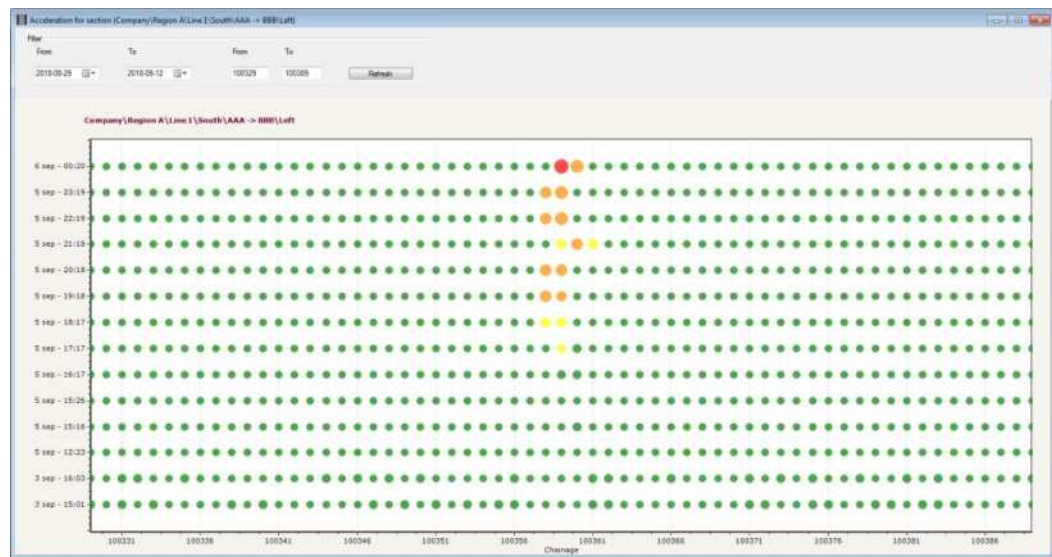 Acceleration for section (Company\Region A\Line 1\South\AAA -> BBB\Left)
Filter
From To From To
2018-08-29 2018-09-12 100329 100389 Refresh
Company\Region A\Line 1\South\AAA -> BBB\Left
6 sep - 00:20
5 sep - 23:19
5 sep - 22:19
5 sep - 21:18
5 sep - 20:18
5 sep - 19:18
5 sep - 18:17
5 sep - 17:17
5 sep - 16:17
5 sep - 15:26
5 sep - 15:16
5 sep - 12:23
3 sep - 16:03
3 sep - 15:01
100331 100336 100341 100346 100351 100356 100361 100366 100371 100376 100381 100386
Chainage